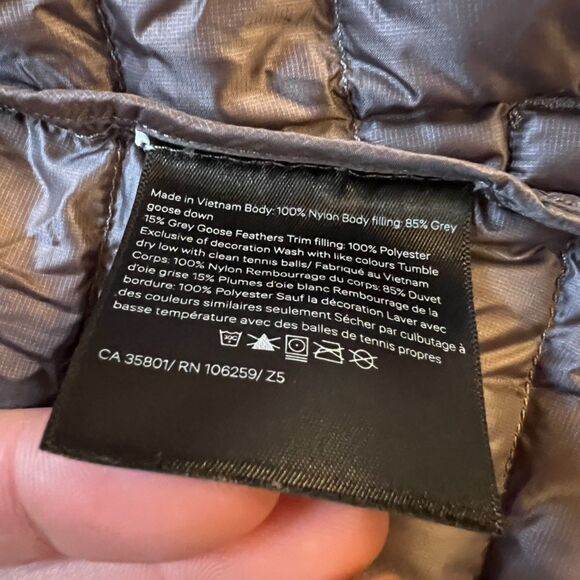 Made in Vietnam Body: 100% Nylon Body filling: 85% Grey
goose down
15% Grey Goose Feathers Trim filling: 100% Polyester
Exclusive of decoration Wash with like colours Tumble
dry low with clean tennis balls/ Fabriqué au Vietnam
Corps: 100% Nylon Rembourrage du corps: 85% Duvet
d'oie grise 15% Plumes d'oie blanc Rembourrage de la
bordure: 100% Polyester Sauf la décoration Laver avec
des couleurs similaires seulement Sécher par culbutage à
basse température avec des balles de tennis propres
30C
CA 35801/ RN 106259/ Z5